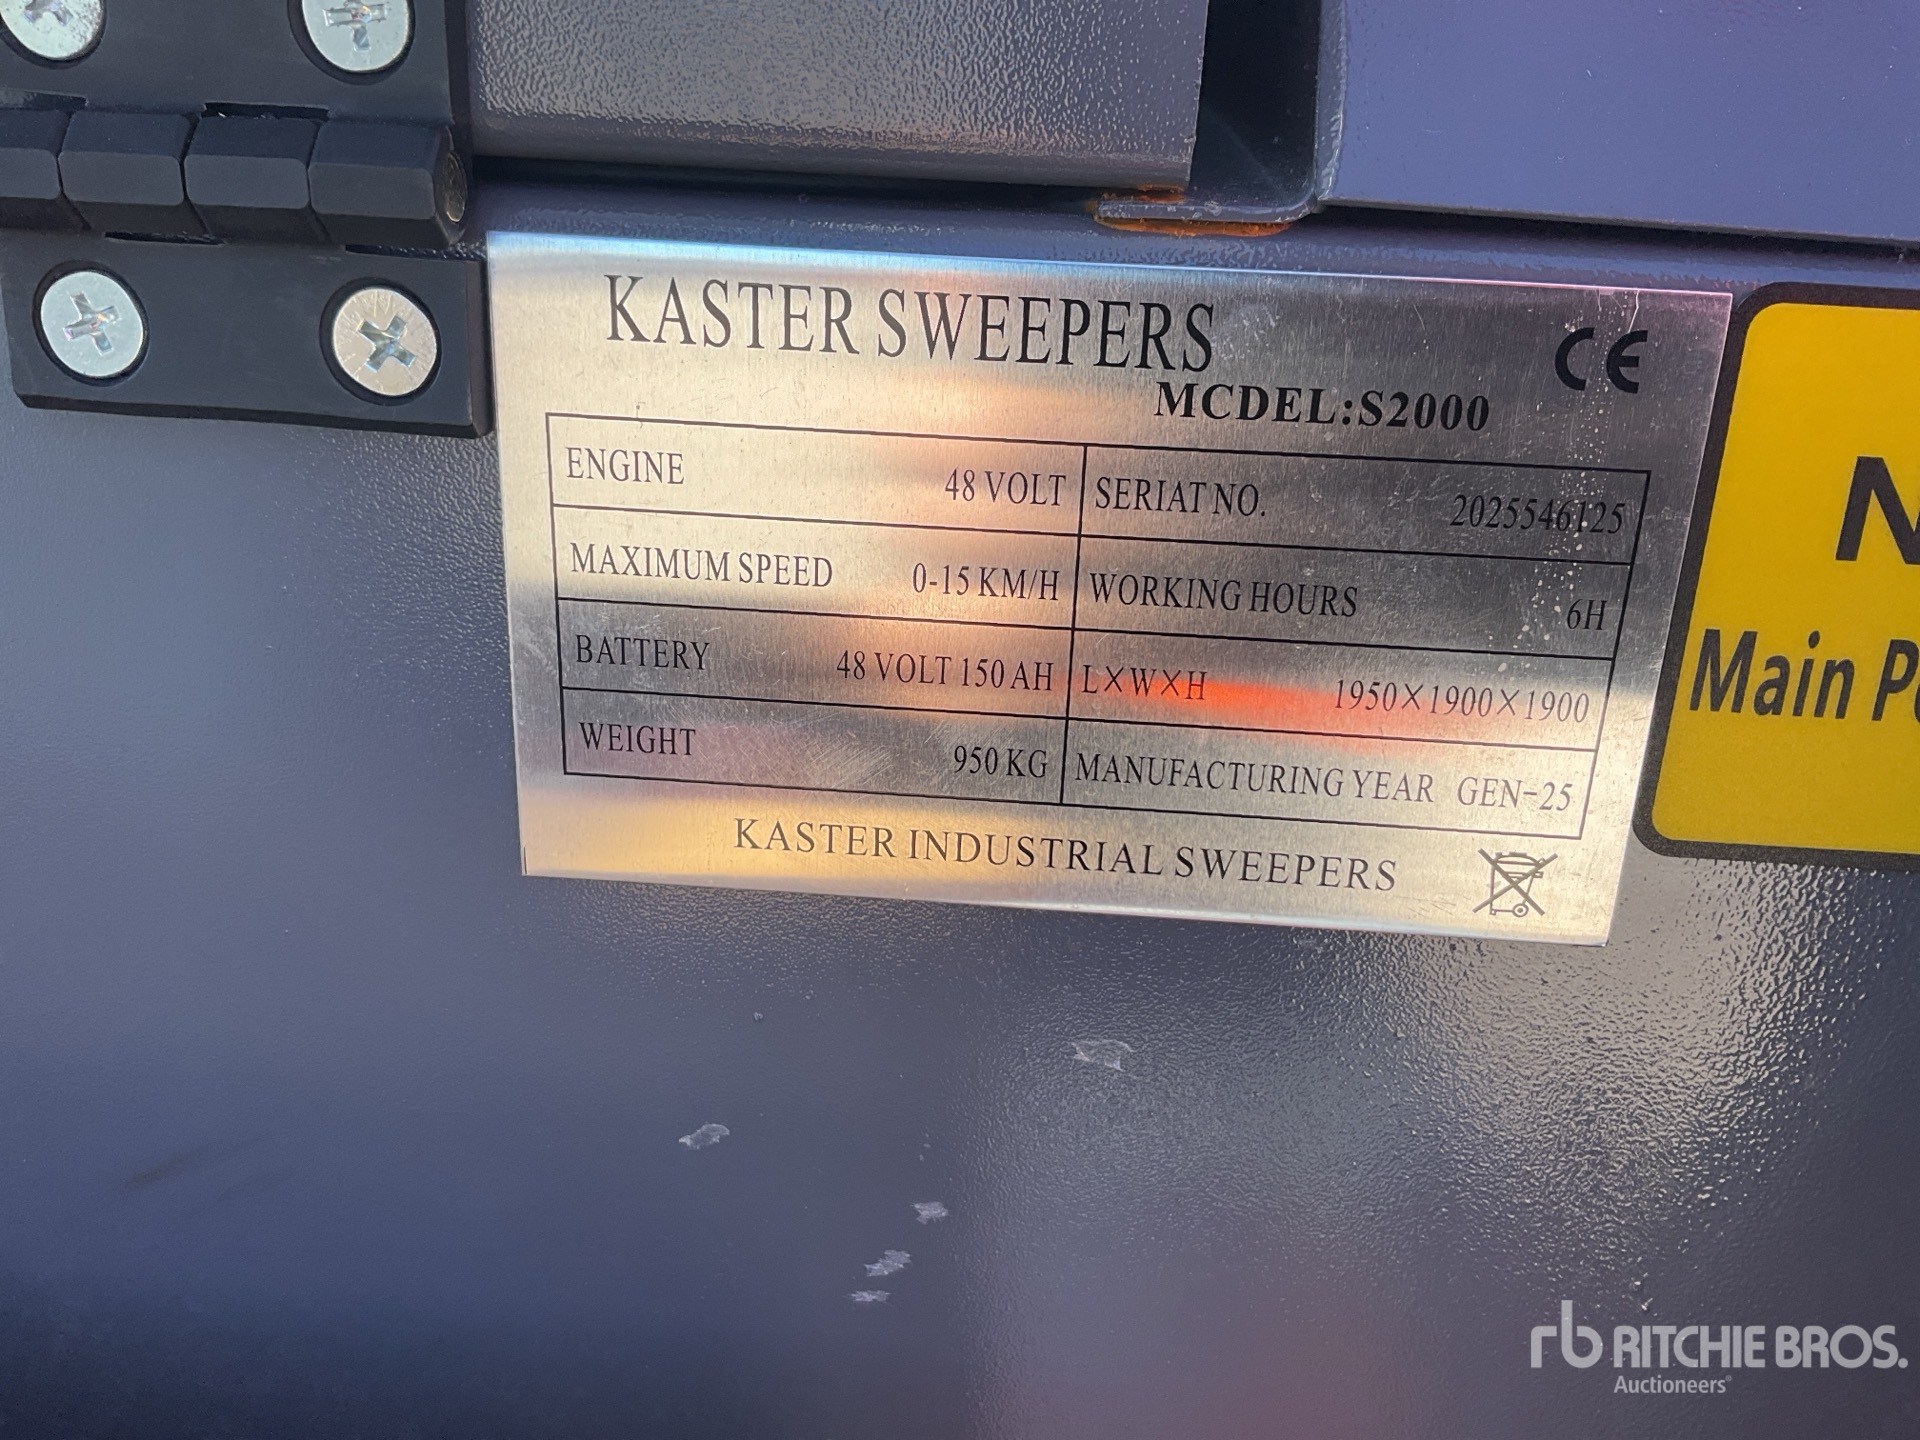 KASTER SWEEPERS
CE
MCDEL:S2000
ENGINE 48 VOLT SERIAT NO. 2025546125
MAXIMUM SPEED 0-15 KM/H WORKING HOURS 6H
BATTERY 48 VOLT 150 AH L×W×H 1950×1900×1900
WEIGHT 950 KG MANUFACTURING YEAR GEN-25
KASTER INDUSTRIAL SWEEPERS
Main
rb RITCHIE BROS.
Auctioneers